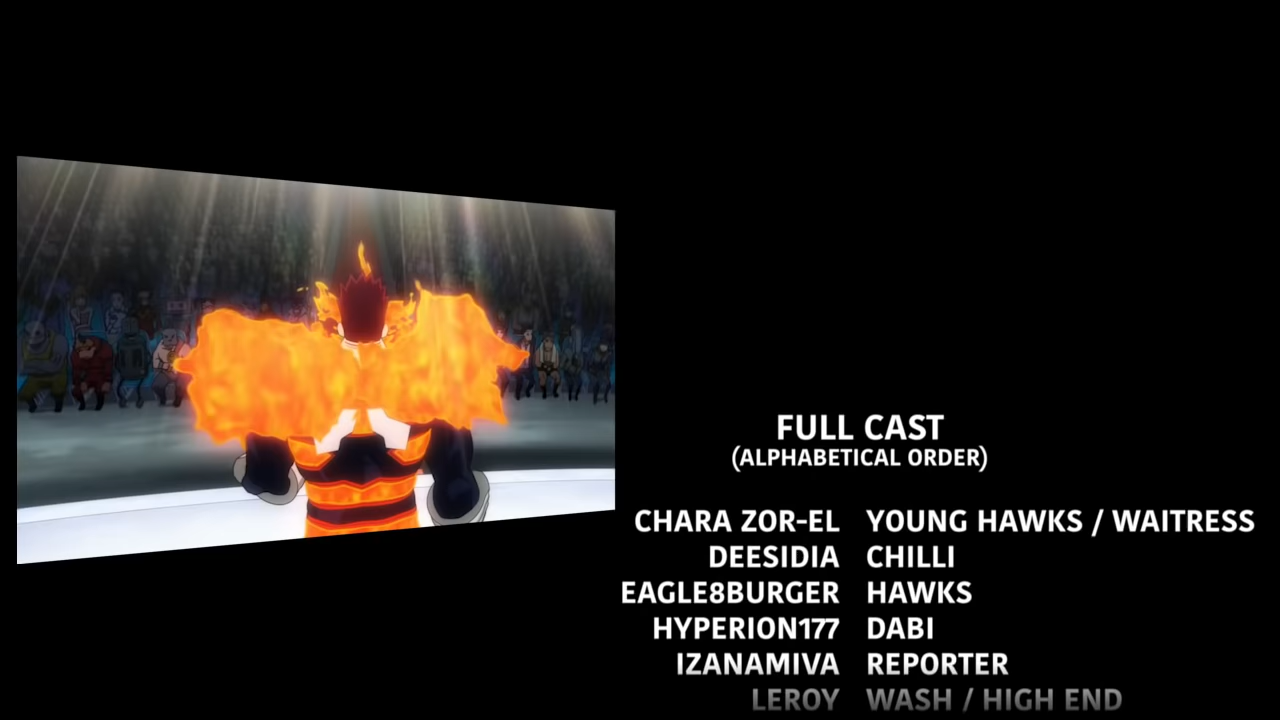 FULL CAST
(ALPHABETICAL ORDER)
CHARA ZOR-EL YOUNG HAWKS / WAITRESS
DEESIDIA CHILLI
EAGLE8BURGER HAWKS
HYPERION177 DABI
IZANAMIVA REPORTER
LEROY WASH / HIGH END